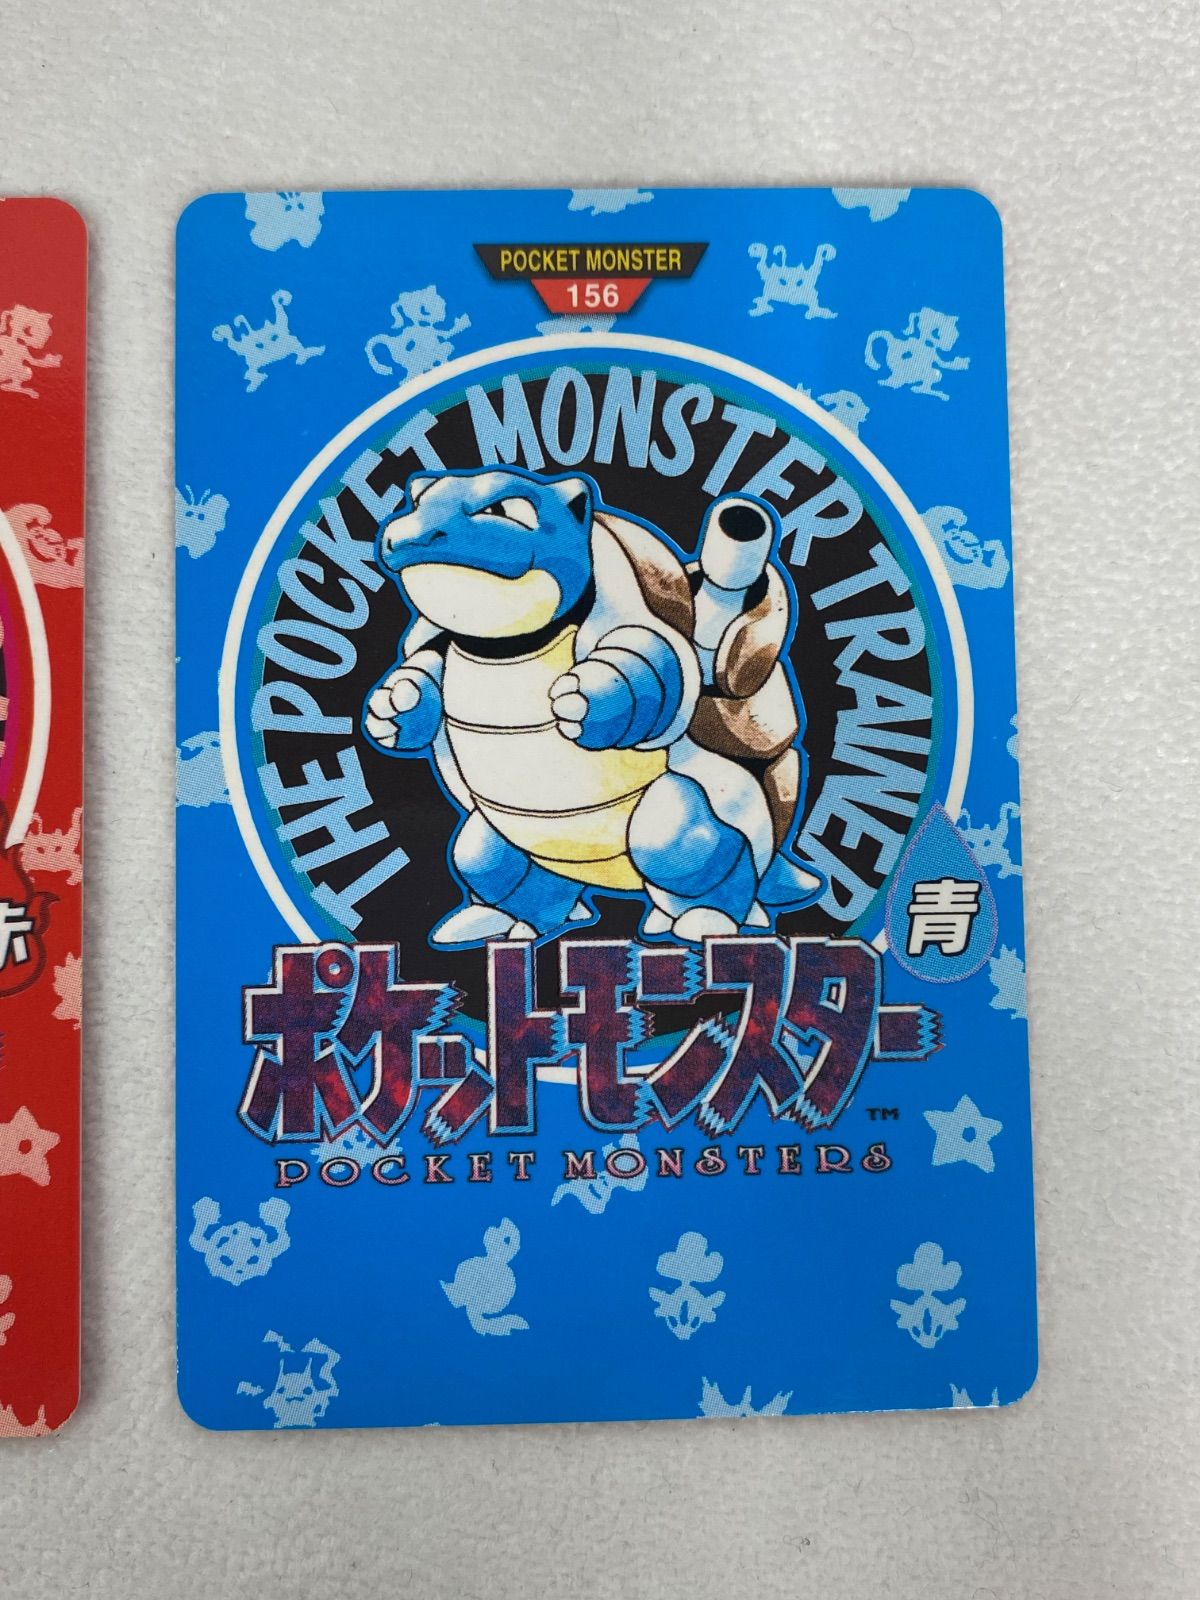 POCKET MONSTER
156
THE POCKET MONSTER TRAINER
青
ポケットモンスター
TM
POCKET MONSTERS
赤